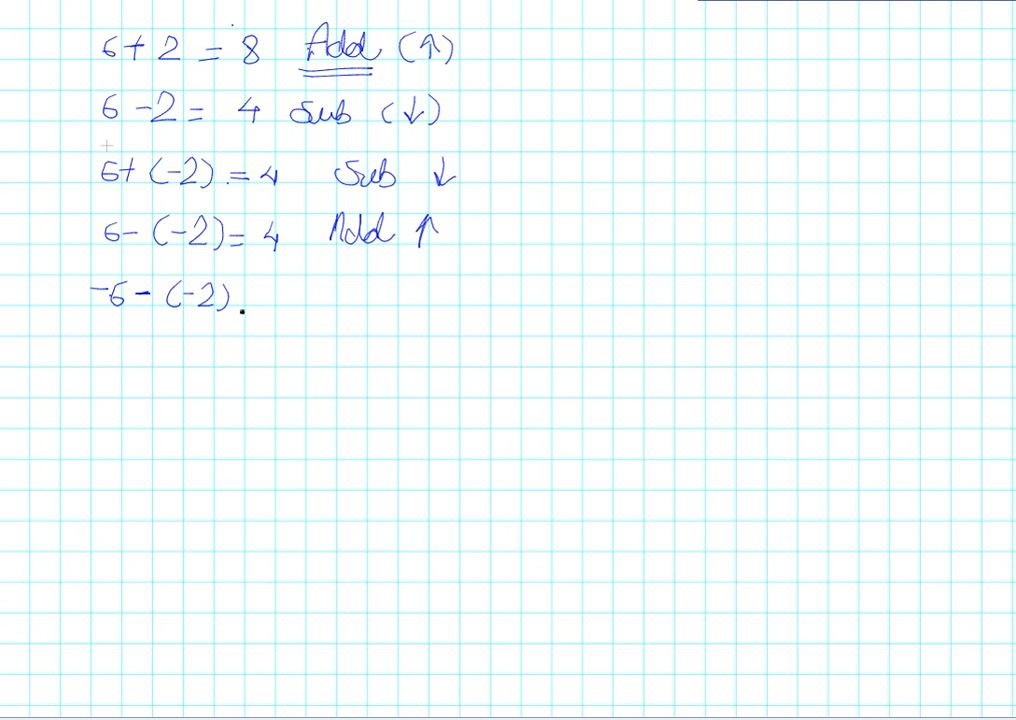 6+2 = 8 Add (↑)
6-2= 4 Sub (↓)
6+(-2).=4 Sub ↓
6-(-2)=4 Add ↑
-6-(-2).